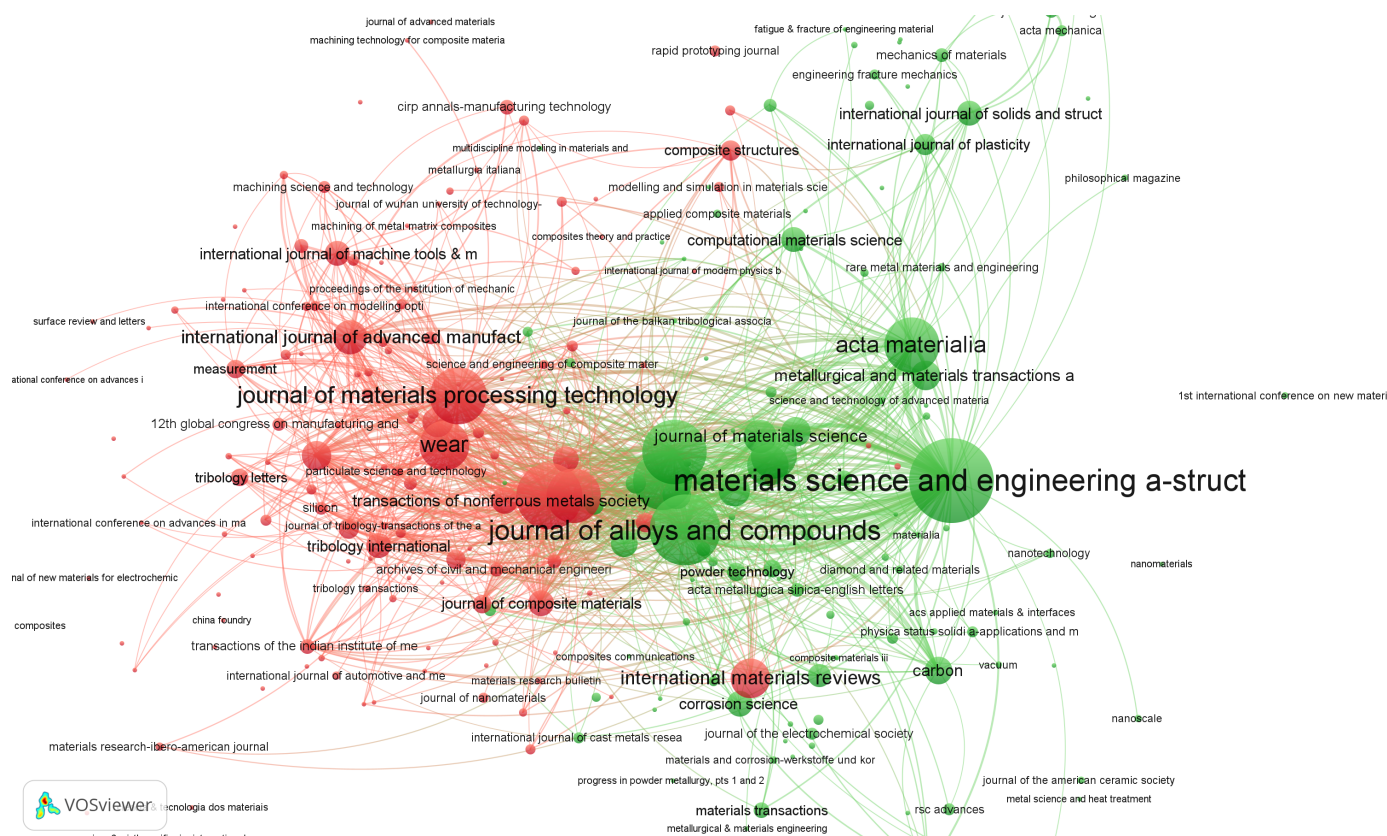 journal of advanced materials
acta mechanica
fatigue & fracture of engineering material
machining technology for composite materia
rapid prototyping journal
mechanics of materials
engineering fracture mechanics
cirp annals-manufacturing technology
international journal of solids and struct
international journal of plasticity
multidiscipline modeling in materials and
composite structures
metallurgia italiana
philosophical magazine
machining science and technology
modelling and simulation in materials scie
journal of wuhan university of technology-
applied composite materials
machining of metal-matrix composites
composites theory and practice
computational materials science
international journal of machine tools & m
rare metal materials and engineering
international journal of modern physics b
proceedings of the institution of mechanic
international conference on modelling opti
surface review and letters
journal of the balkan tribological associa
international journal of advanced manufact
acta materialia
science and engineering of composite mater
measurement
metallurgical and materials transactions a
ational conference on advances i
journal of materials processing technology
1st international conference on new materi
science and technology of advanced materia
12th global congress on manufacturing and
journal of materials science
wear
particulate science and technology
tribology letters
materials science and engineering a-struct
transactions of nonferrous metals society
silicon
international conference on advances in ma
journal of tribology-transactions of the a
journal of alloys and compounds
materialia
tribology international
nanotechnology
nanomaterials
archives of civil and mechanical engineeri
powder technology
diamond and related materials
nal of new materials for electrochemic
tribology transactions
acta metallurgica sinica-english letters
journal of composite materials
acs applied materials & interfaces
china foundry
composites
physica status solidi a-applications and m
transactions of the indian institute of me
composites communications
composite materials iii
vacuum
carbon
international journal of automotive and me
materials research bulletin
international materials reviews
journal of nanomaterials
corrosion science
nanoscale
international journal of cast metals resea
journal of the electrochemical society
materials research-ibero-american journal
materials and corrosion-werkstoffe und kor
progress in powder metallurgy, pts 1 and 2
journal of the american ceramic society
metal science and heat treatment
VOSviewer
& tecnologia dos materiais
materials transactions
rsc advances
metallurgical & materials engineering